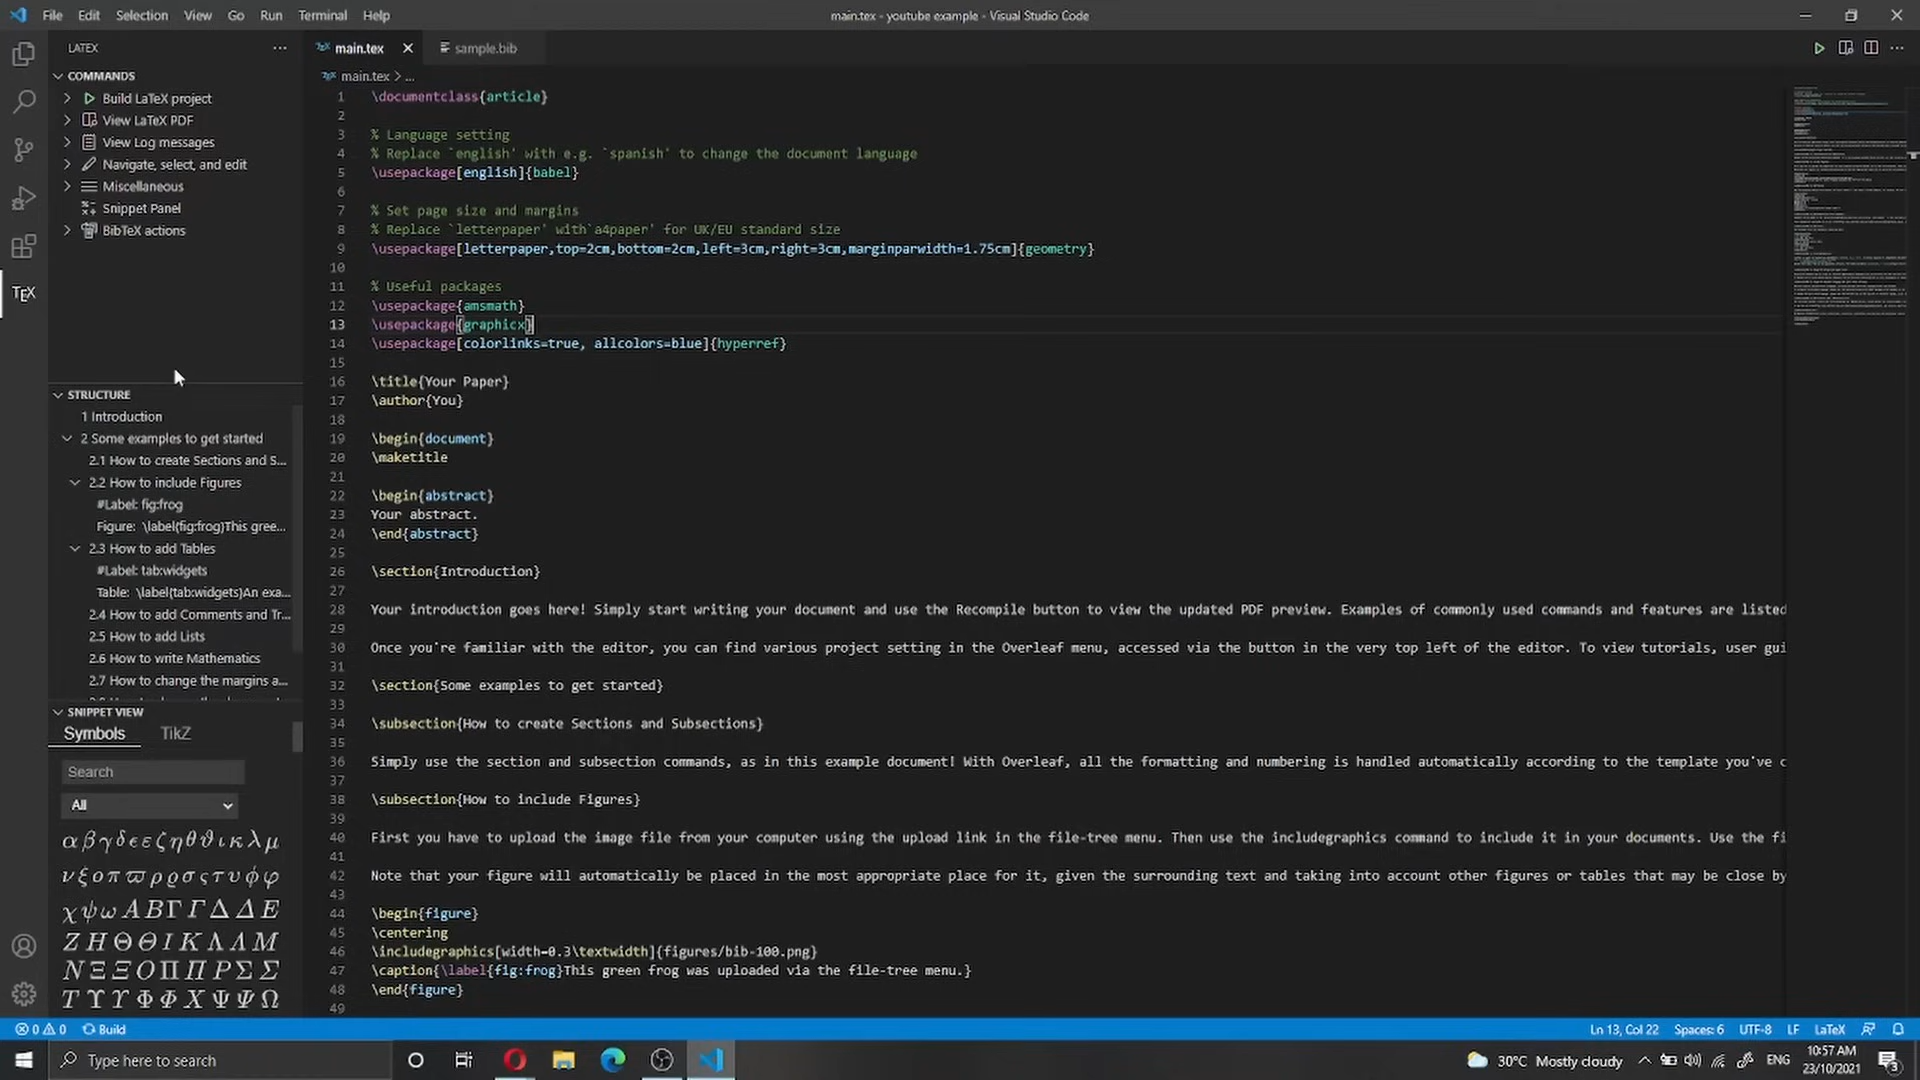 File Edit Selection View Go Run Terminal Help
main.tex - youtube example - Visual Studio Code
LATEX
COMMANDS
Build LaTeX project
View LaTeX PDF
View Log messages
Navigate, select, and edit
Miscellaneous
Snippet Panel
BibTeX actions
TEX
STRUCTURE
1 Introduction
2 Some examples to get started
2.1 How to create Sections and S...
2.2 How to include Figures
#Label: fig:frog
Figure: \label{fig:frog}This gree...
2.3 How to add Tables
#Label: tab:widgets
Table: \label{tab:widgets}An exa...
2.4 How to add Comments and Tr...
2.5 How to add Lists
2.6 How to write Mathematics
2.7 How to change the margins a...
SNIPPET VIEW
Symbols TikZ
Search
All
α β γ δ ϵ ε ζ η θ ϑ ι κ λ μ
ν ξ ο π ϖ ρ ϱ σ ς τ υ ϕ φ
χ ψ ω A B Γ Γ Δ Δ E
Z H Θ Θ I K Λ Λ M
N Ξ Ξ O Π Π P Σ Σ
T Υ Υ Φ Φ X Ψ Ψ Ω
main.tex sample.bib
main.tex > ...
1 \documentclass{article}
2
3 % Language setting
4 % Replace `english' with e.g. `spanish' to change the document language
5 \usepackage[english]{babel}
6
7 % Set page size and margins
8 % Replace `letterpaper' with`a4paper' for UK/EU standard size
9 \usepackage[letterpaper,top=2cm,bottom=2cm,left=3cm,right=3cm,marginparwidth=1.75cm]{geometry}
10
11 % Useful packages
12 \usepackage{amsmath}
13 \usepackage{graphicx}
14 \usepackage[colorlinks=true, allcolors=blue]{hyperref}
15
16 \title{Your Paper}
17 \author{You}
18
19 \begin{document}
20 \maketitle
21
22 \begin{abstract}
23 Your abstract.
24 \end{abstract}
25
26 \section{Introduction}
27
28 Your introduction goes here! Simply start writing your document and use the Recompile button to view the updated PDF preview. Examples of commonly used commands and features are listed
29
30 Once you're familiar with the editor, you can find various project setting in the Overleaf menu, accessed via the button in the very top left of the editor. To view tutorials, user gui
31
32 \section{Some examples to get started}
33
34 \subsection{How to create Sections and Subsections}
35
36 Simply use the section and subsection commands, as in this example document! With Overleaf, all the formatting and numbering is handled automatically according to the template you've c
37
38 \subsection{How to include Figures}
39
40 First you have to upload the image file from your computer using the upload link in the file-tree menu. Then use the includegraphics command to include it in your documents. Use the fi
41
42 Note that your figure will automatically be placed in the most appropriate place for it, given the surrounding text and taking into account other figures or tables that may be close by
43
44 \begin{figure}
45 \centering
46 \includegraphics[width=0.3\textwidth]{figures/bib-100.png}
47 \caption{\label{fig:frog}This green frog was uploaded via the file-tree menu.}
48 \end{figure}
49
0 0 Build
Ln 13, Col 22 Spaces: 6 UTF-8 LF LaTeX
Type here to search
30°C Mostly cloudy ENG
10:57 AM
23/10/2021
3